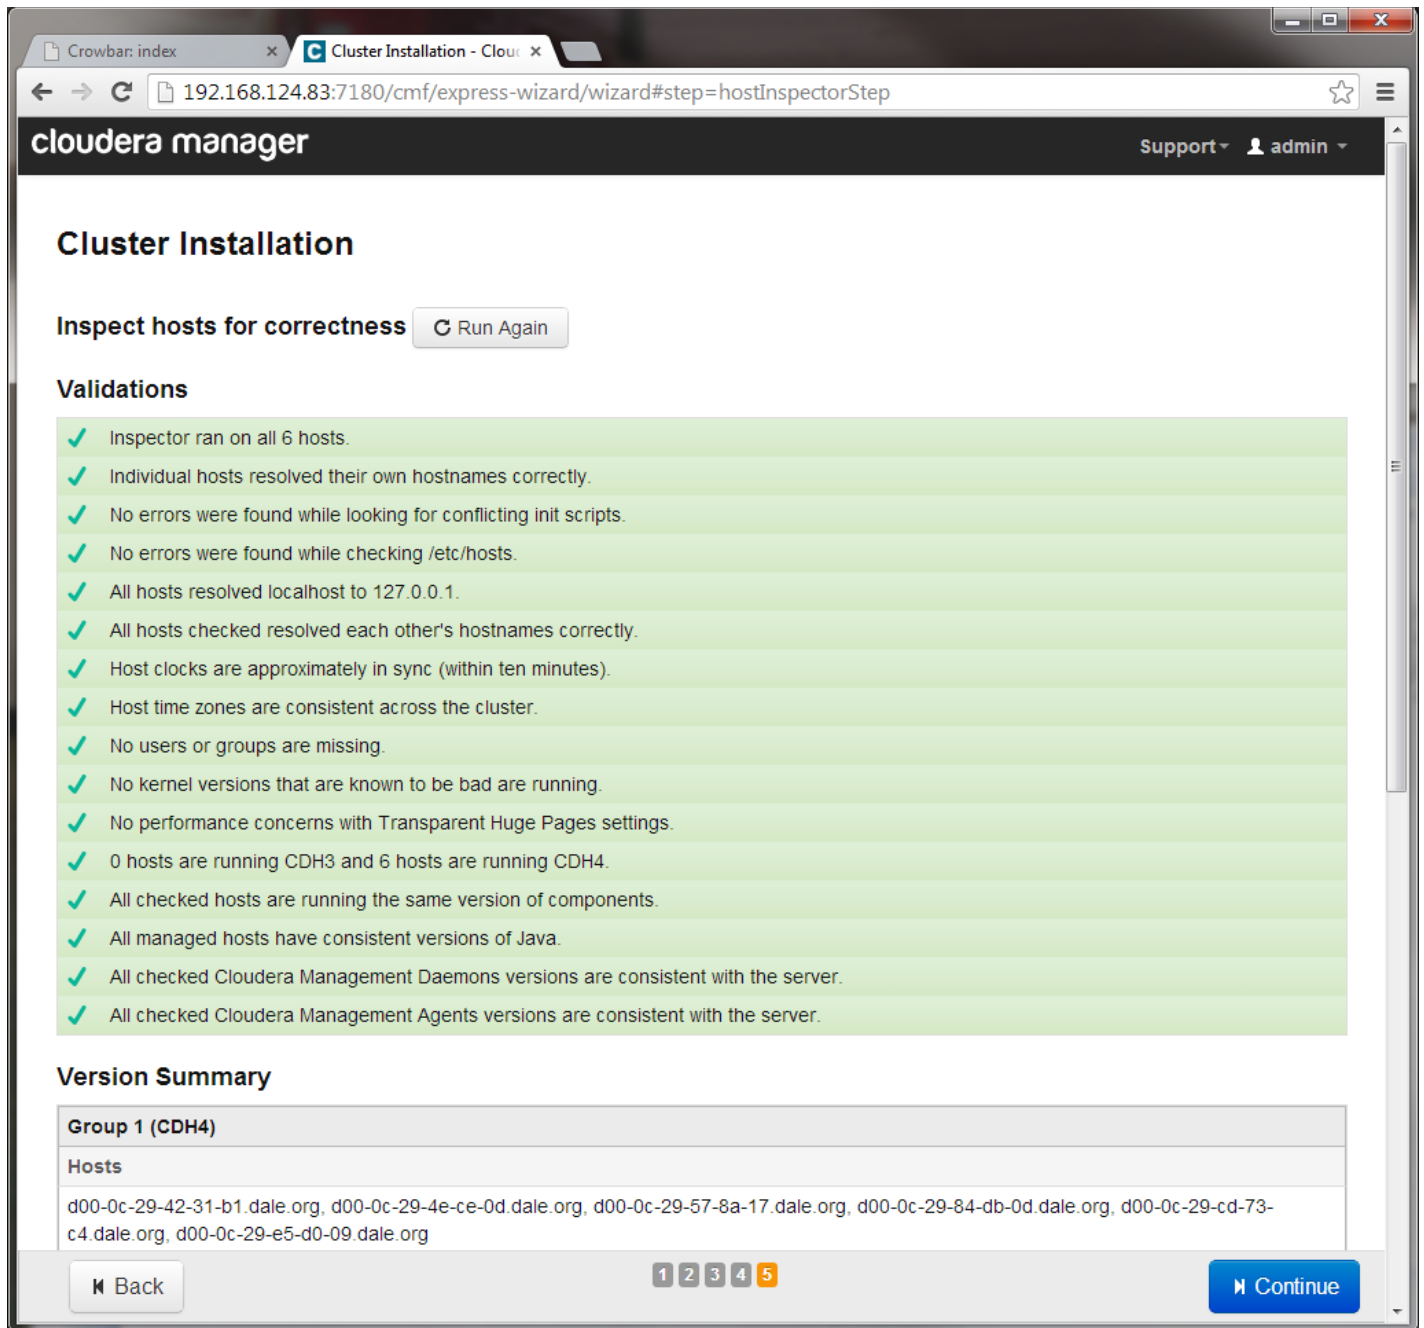 Crowbar: index
Cluster Installation - Clou
192.168.124.83:7180/cmf/express-wizard/wizard#step=hostInspectorStep
cloudera manager
Support
admin
Cluster Installation
Inspect hosts for correctness
Run Again
Validations
Inspector ran on all 6 hosts.
Individual hosts resolved their own hostnames correctly.
No errors were found while looking for conflicting init scripts.
No errors were found while checking /etc/hosts.
All hosts resolved localhost to 127.0.0.1.
All hosts checked resolved each other's hostnames correctly.
Host clocks are approximately in sync (within ten minutes).
Host time zones are consistent across the cluster.
No users or groups are missing.
No kernel versions that are known to be bad are running.
No performance concerns with Transparent Huge Pages settings.
0 hosts are running CDH3 and 6 hosts are running CDH4.
All checked hosts are running the same version of components.
All managed hosts have consistent versions of Java.
All checked Cloudera Management Daemons versions are consistent with the server.
All checked Cloudera Management Agents versions are consistent with the server.
Version Summary
Group 1 (CDH4)
Hosts
d00-0c-29-42-31-b1.dale.org, d00-0c-29-4e-ce-0d.dale.org, d00-0c-29-57-8a-17.dale.org, d00-0c-29-84-db-0d.dale.org, d00-0c-29-cd-73-
c4.dale.org, d00-0c-29-e5-d0-09.dale.org
Back
1 2 3 4 5
Continue